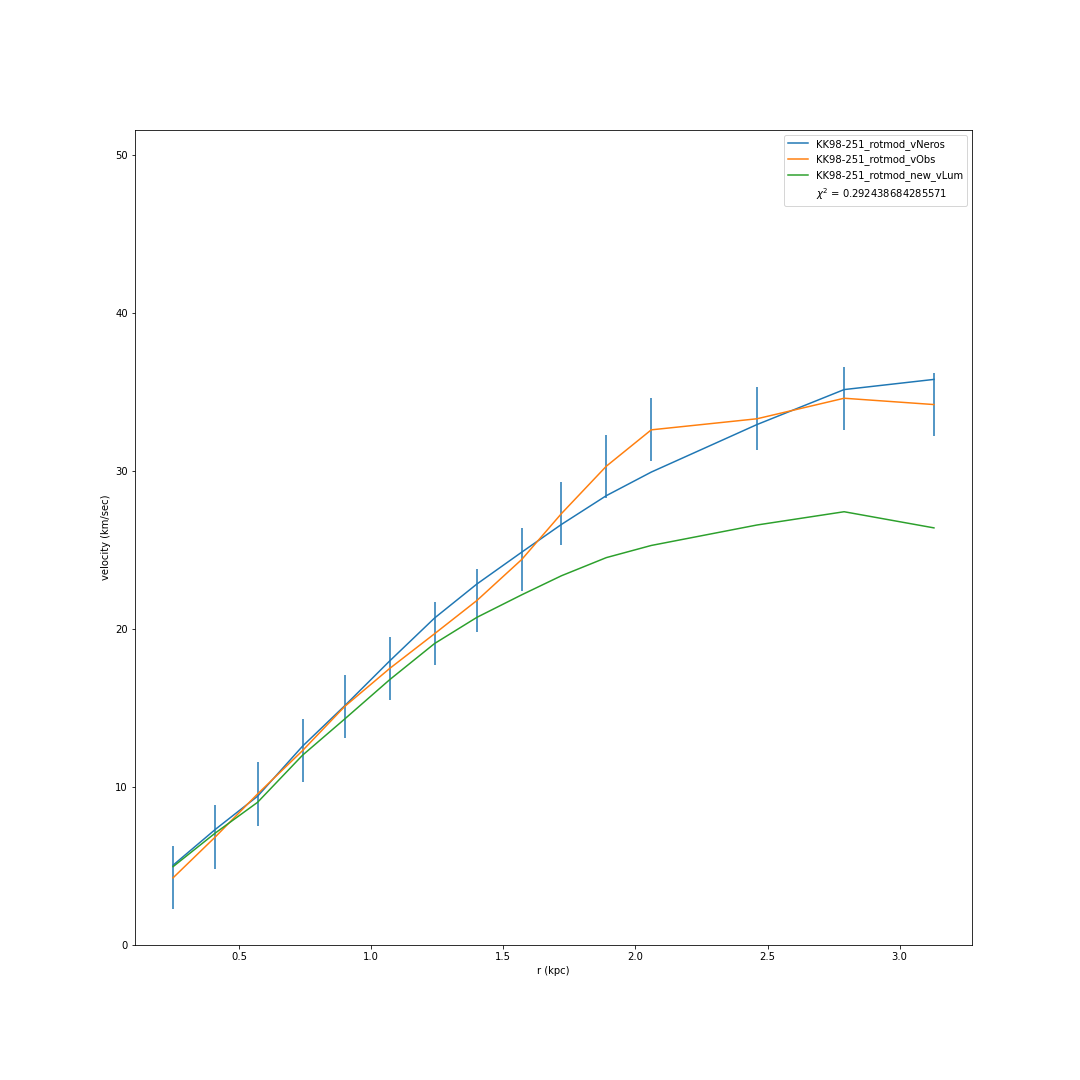 KK98-251_rotmod_vNeros
KK98-251_rotmod_vObs
KK98-251_rotmod_new_vLum
χ² = 0.292438684285571
50
40
30
20
10
0
velocity (km/sec)
0.5 1.0 1.5 2.0 2.5 3.0
r (kpc)